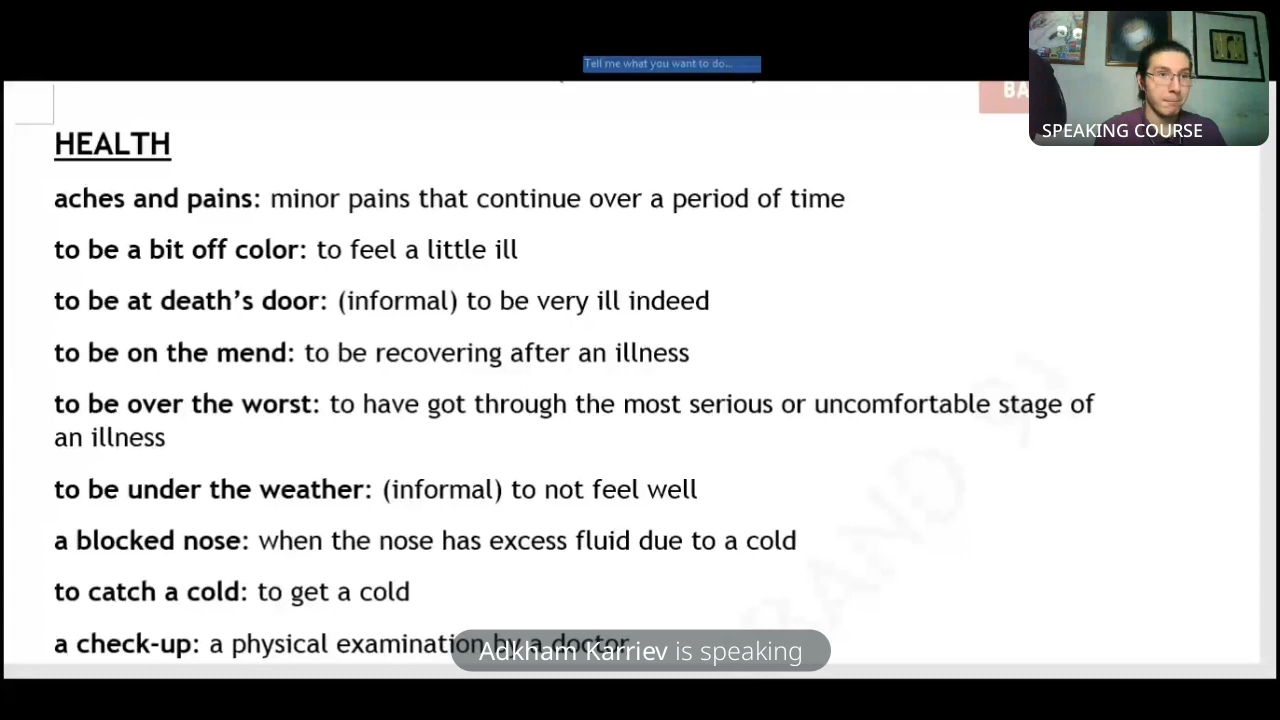 Tell me what you want to do...
BA
SPEAKING COURSE
HEALTH
aches and pains: minor pains that continue over a period of time
to be a bit off color: to feel a little ill
to be at death’s door: (informal) to be very ill indeed
to be on the mend: to be recovering after an illness
to be over the worst: to have got through the most serious or uncomfortable stage of
an illness
to be under the weather: (informal) to not feel well
a blocked nose: when the nose has excess fluid due to a cold
to catch a cold: to get a cold
a check-up: a physical examination by a doctor
Adkham Karriev is speaking
BAND 9